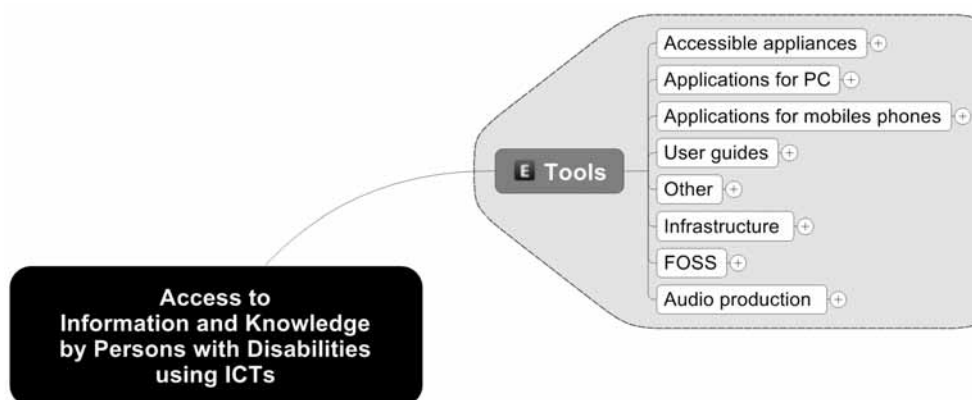 Accessible appliances
Applications for PC
Applications for mobiles phones
User guides
E Tools
Other
Infrastructure
FOSS
Audio production
Access to
Information and Knowledge
by Persons with Disabilities
using ICTs